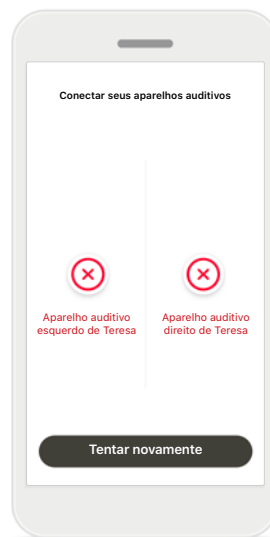 Conectar seus aparelhos auditivos
Aparelho auditivo
esquerdo de Teresa
Aparelho auditivo
direito de Teresa
Tentar novamente